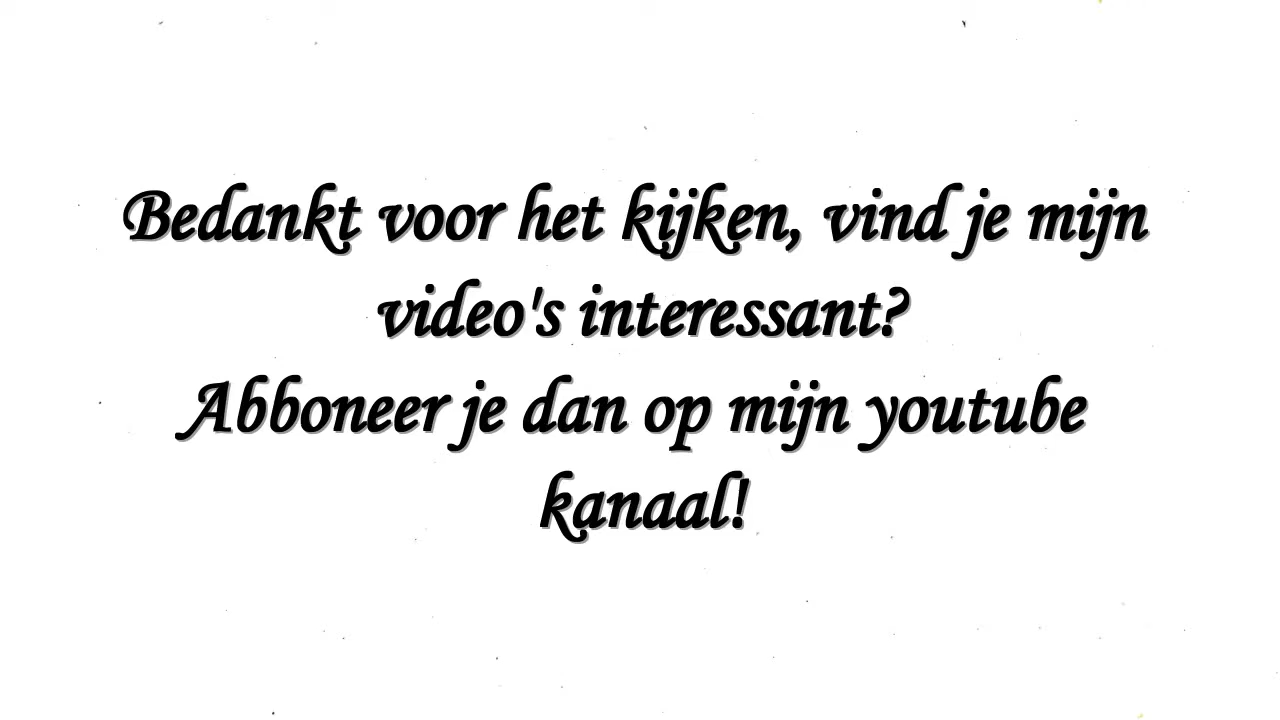 Bedankt voor het kijken, vind je mijn
video's interessant?
Abboneer je dan op mijn youtube
kanaal!